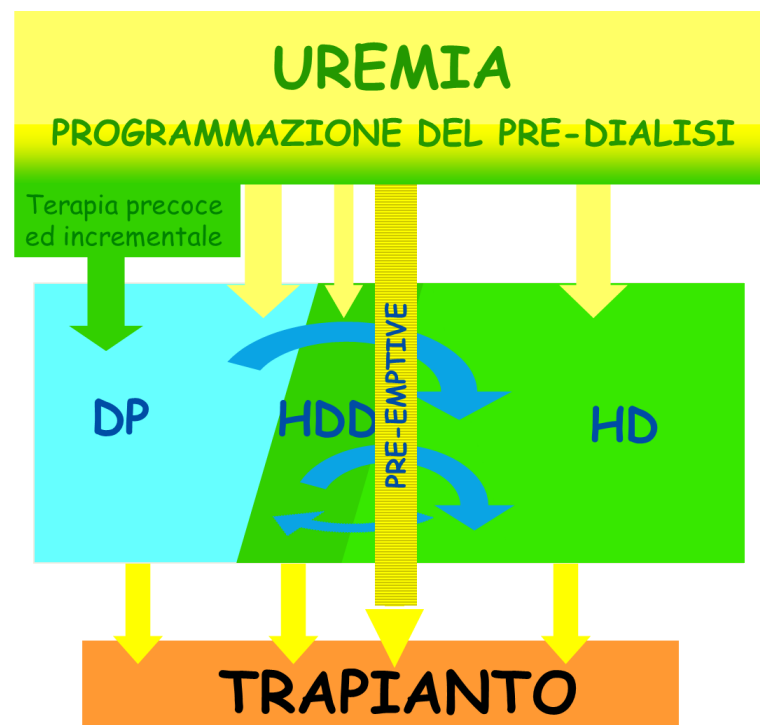 UREMIA
PROGRAMMAZIONE DEL PRE-DIALISI
Terapia precoce
ed incrementale
DP
HDD
PRE-EMPTIVE
HD
TRAPIANTO